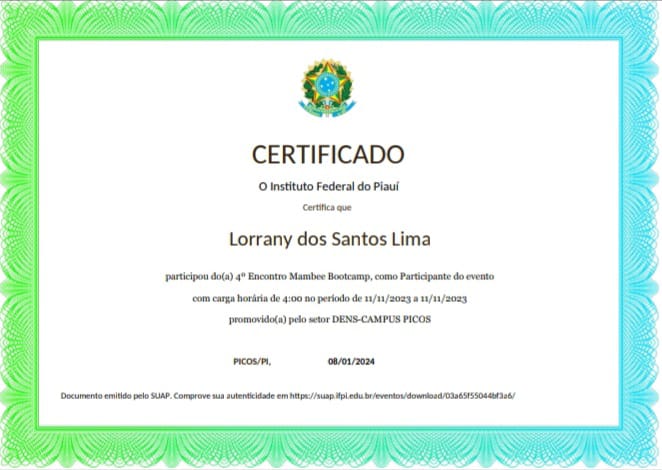 CERTIFICADO
O Instituto Federal do Piauí
Certifica que
Lorrany dos Santos Lima
participou do(a) 4º Encontro Mambee Bootcamp, como Participante do evento
com carga horária de 4:00 no período de 11/11/2023 a 11/11/2023
promovido(a) pelo setor DENS-CAMPUS PICOS
PICOS/PI, 08/01/2024
Documento emitido pelo SUAP. Comprove sua autenticidade em https://suap.ifpi.edu.br/eventos/download/03a65f55044bf3a6/